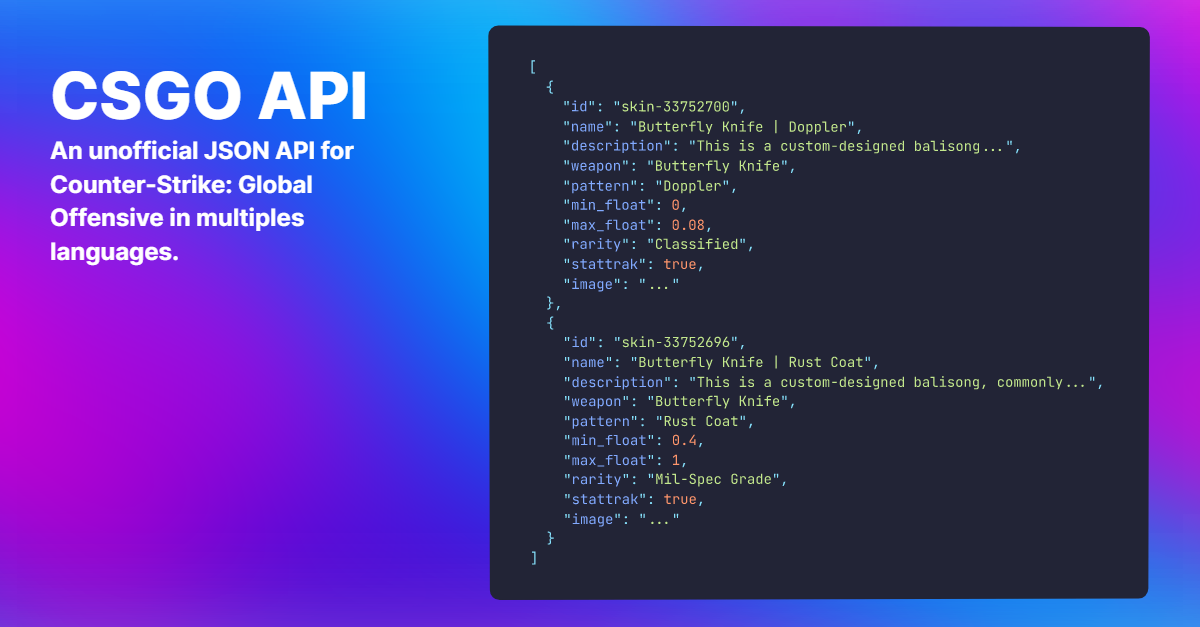 CSGO API
An unofficial JSON API for
Counter-Strike: Global
Offensive in multiples
languages.
[
  {
    "id": "skin-33752700",
    "name": "Butterfly Knife | Doppler",
    "description": "This is a custom-designed balisong...",
    "weapon": "Butterfly Knife",
    "pattern": "Doppler",
    "min_float": 0,
    "max_float": 0.08,
    "rarity": "Classified",
    "stattrak": true,
    "image": "..."
  },
  {
    "id": "skin-33752696",
    "name": "Butterfly Knife | Rust Coat",
    "description": "This is a custom-designed balisong, commonly...",
    "weapon": "Butterfly Knife",
    "pattern": "Rust Coat",
    "min_float": 0.4,
    "max_float": 1,
    "rarity": "Mil-Spec Grade",
    "stattrak": true,
    "image": "..."
  }
]